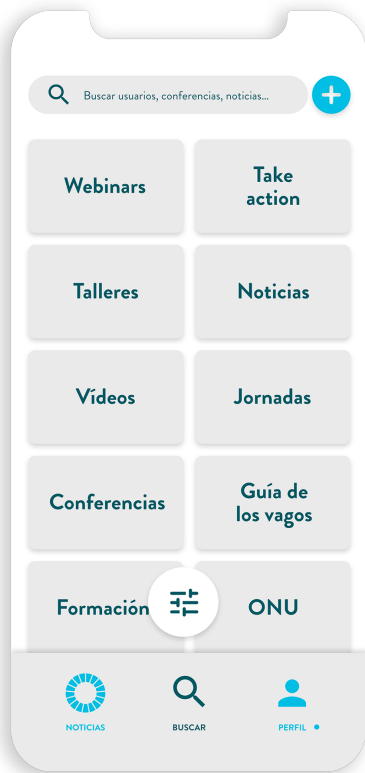 Buscar usuarios, conferencias, noticias...
Webinars
Take
action
Talleres
Noticias
Vídeos
Jornadas
Conferencias
Guía de
los vagos
Formación
ONU
NOTICIAS
BUSCAR
PERFIL